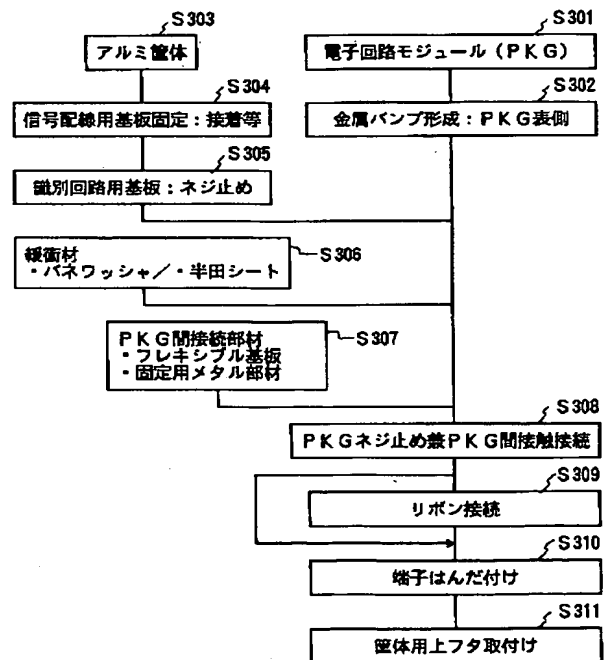 S303
アルミ筐体
S304
信号配線用基板固定：接着等
S305
識別回路用基板：ネジ止め
S301
電子回路モジュール（PKG）
S302
金属バンプ形成：PKG表側
緩衝材
・バネワッシャ／・半田シート
S306
PKG間接続部材
・フレキシブル基板
・固定用メタル部材
S307
S308
PKGネジ止め兼PKG間接触接続
S309
リボン接続
S310
端子はんだ付け
S311
筐体用上フタ取付け